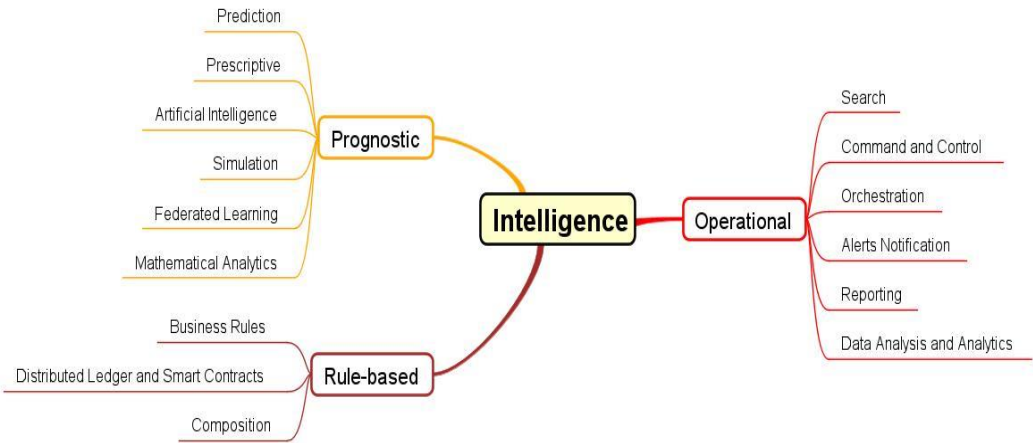 Intelligence
Prognostic
Prediction
Prescriptive
Artificial Intelligence
Simulation
Federated Learning
Mathematical Analytics
Rule-based
Business Rules
Distributed Ledger and Smart Contracts
Composition
Operational
Search
Command and Control
Orchestration
Alerts Notification
Reporting
Data Analysis and Analytics